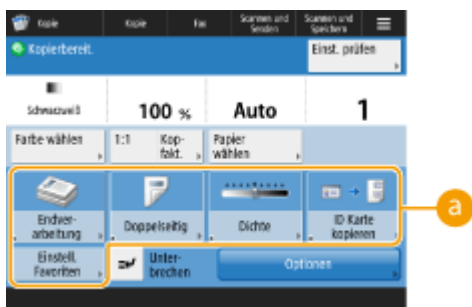 Kopie Kopie Fax Scannen und Senden Scannen und Speichern
Kopierbereit. Einst. prüfen
Schwarzweiß 100 % Auto 1
Farbe wählen 1:1 Kop-fakt. Papier wählen
Endver-arbeitung Doppelseitig Dichte ID Karte kopieren
a
Einstell. Favoriten Unter-brechen Optionen